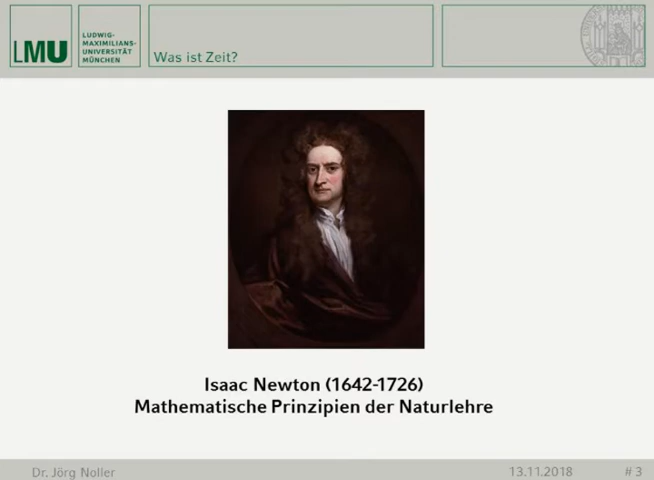 LMU
LUDWIG-
MAXIMILIANS-
UNIVERSITÄT
MÜNCHEN
Was ist Zeit?
Isaac Newton (1642-1726)
Mathematische Prinzipien der Naturlehre
Dr. Jörg Noller
13.11.2018
# 3